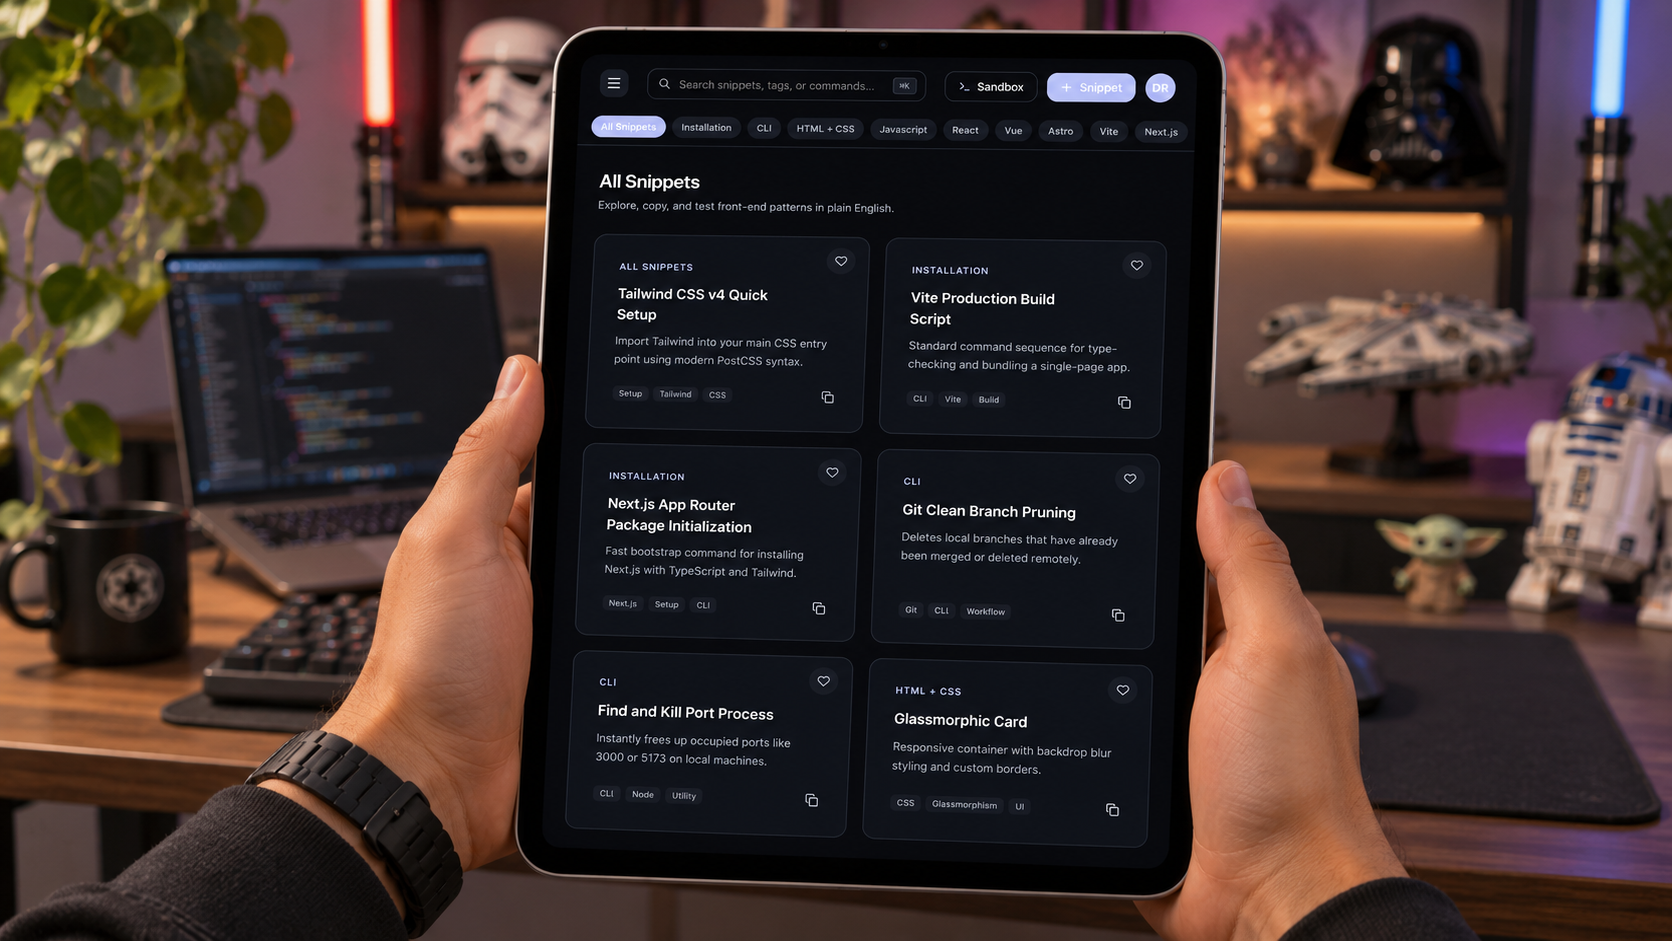 Search snippets, tags, or commands...
⌘K
Sandbox
+ Snippet
DR
All Snippets
Installation
CLI
HTML + CSS
Javascript
React
Vue
Astro
Vite
Next.js
All Snippets
Explore, copy, and test front-end patterns in plain English.
ALL SNIPPETS
Tailwind CSS v4 Quick
Setup
Import Tailwind into your main CSS entry
point using modern PostCSS syntax.
Setup
Tailwind
CSS
INSTALLATION
Vite Production Build
Script
Standard command sequence for type-
checking and bundling a single-page app.
CLI
Vite
Build
INSTALLATION
Next.js App Router
Package Initialization
Fast bootstrap command for installing
Next.js with TypeScript and Tailwind.
Next.js
Setup
CLI
CLI
Git Clean Branch Pruning
Deletes local branches that have already
been merged or deleted remotely.
Git
CLI
Workflow
CLI
Find and Kill Port Process
Instantly frees up occupied ports like
3000 or 5173 on local machines.
CLI
Node
Utility
HTML + CSS
Glassmorphic Card
Responsive container with backdrop blur
styling and custom borders.
CSS
Glassmorphism
UI